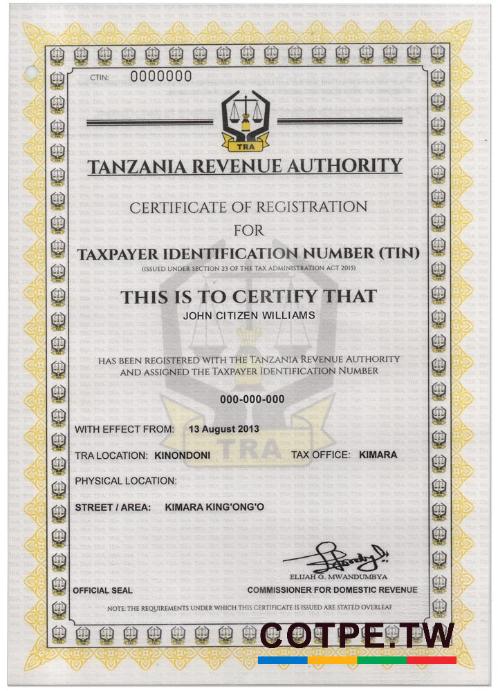 CTIN: 0000000
TRA
TANZANIA REVENUE AUTHORITY
CERTIFICATE OF REGISTRATION
FOR
TAXPAYER IDENTIFICATION NUMBER (TIN)
(ISSUED UNDER SECTION 23 OF THE TAX ADMINISTRATION ACT 2015)
THIS IS TO CERTIFY THAT
JOHN CITIZEN WILLIAMS
HAS BEEN REGISTERED WITH THE TANZANIA REVENUE AUTHORITY
AND ASSIGNED THE TAXPAYER IDENTIFICATION NUMBER
000-000-000
WITH EFFECT FROM: 13 August 2013
TRA
TRA LOCATION: KINONDONI TAX OFFICE: KIMARA
PHYSICAL LOCATION:
STREET / AREA: KIMARA KING'ONG'O
ELIJAH G. MWANDUMBYA
OFFICIAL SEAL COMMISSIONER FOR DOMESTIC REVENUE
NOTE: THE REQUIREMENTS UNDER WHICH THIS CERTIFICATE IS ISSUED ARE STATED OVERLEAF
COTPE.TW